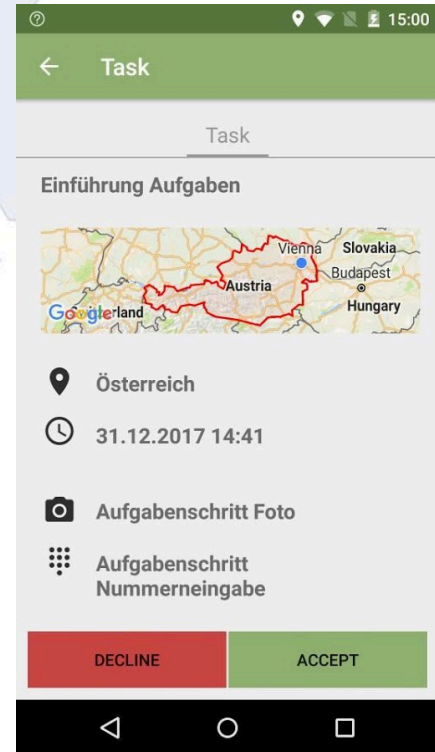 15:00
Task
Task
Einführung Aufgaben
Vienna Slovakia
Budapest
Austria
Hungary
Google rland
Österreich
31.12.2017 14:41
Aufgabenschritt Foto
Aufgabenschritt
Nummerneingabe
DECLINE ACCEPT